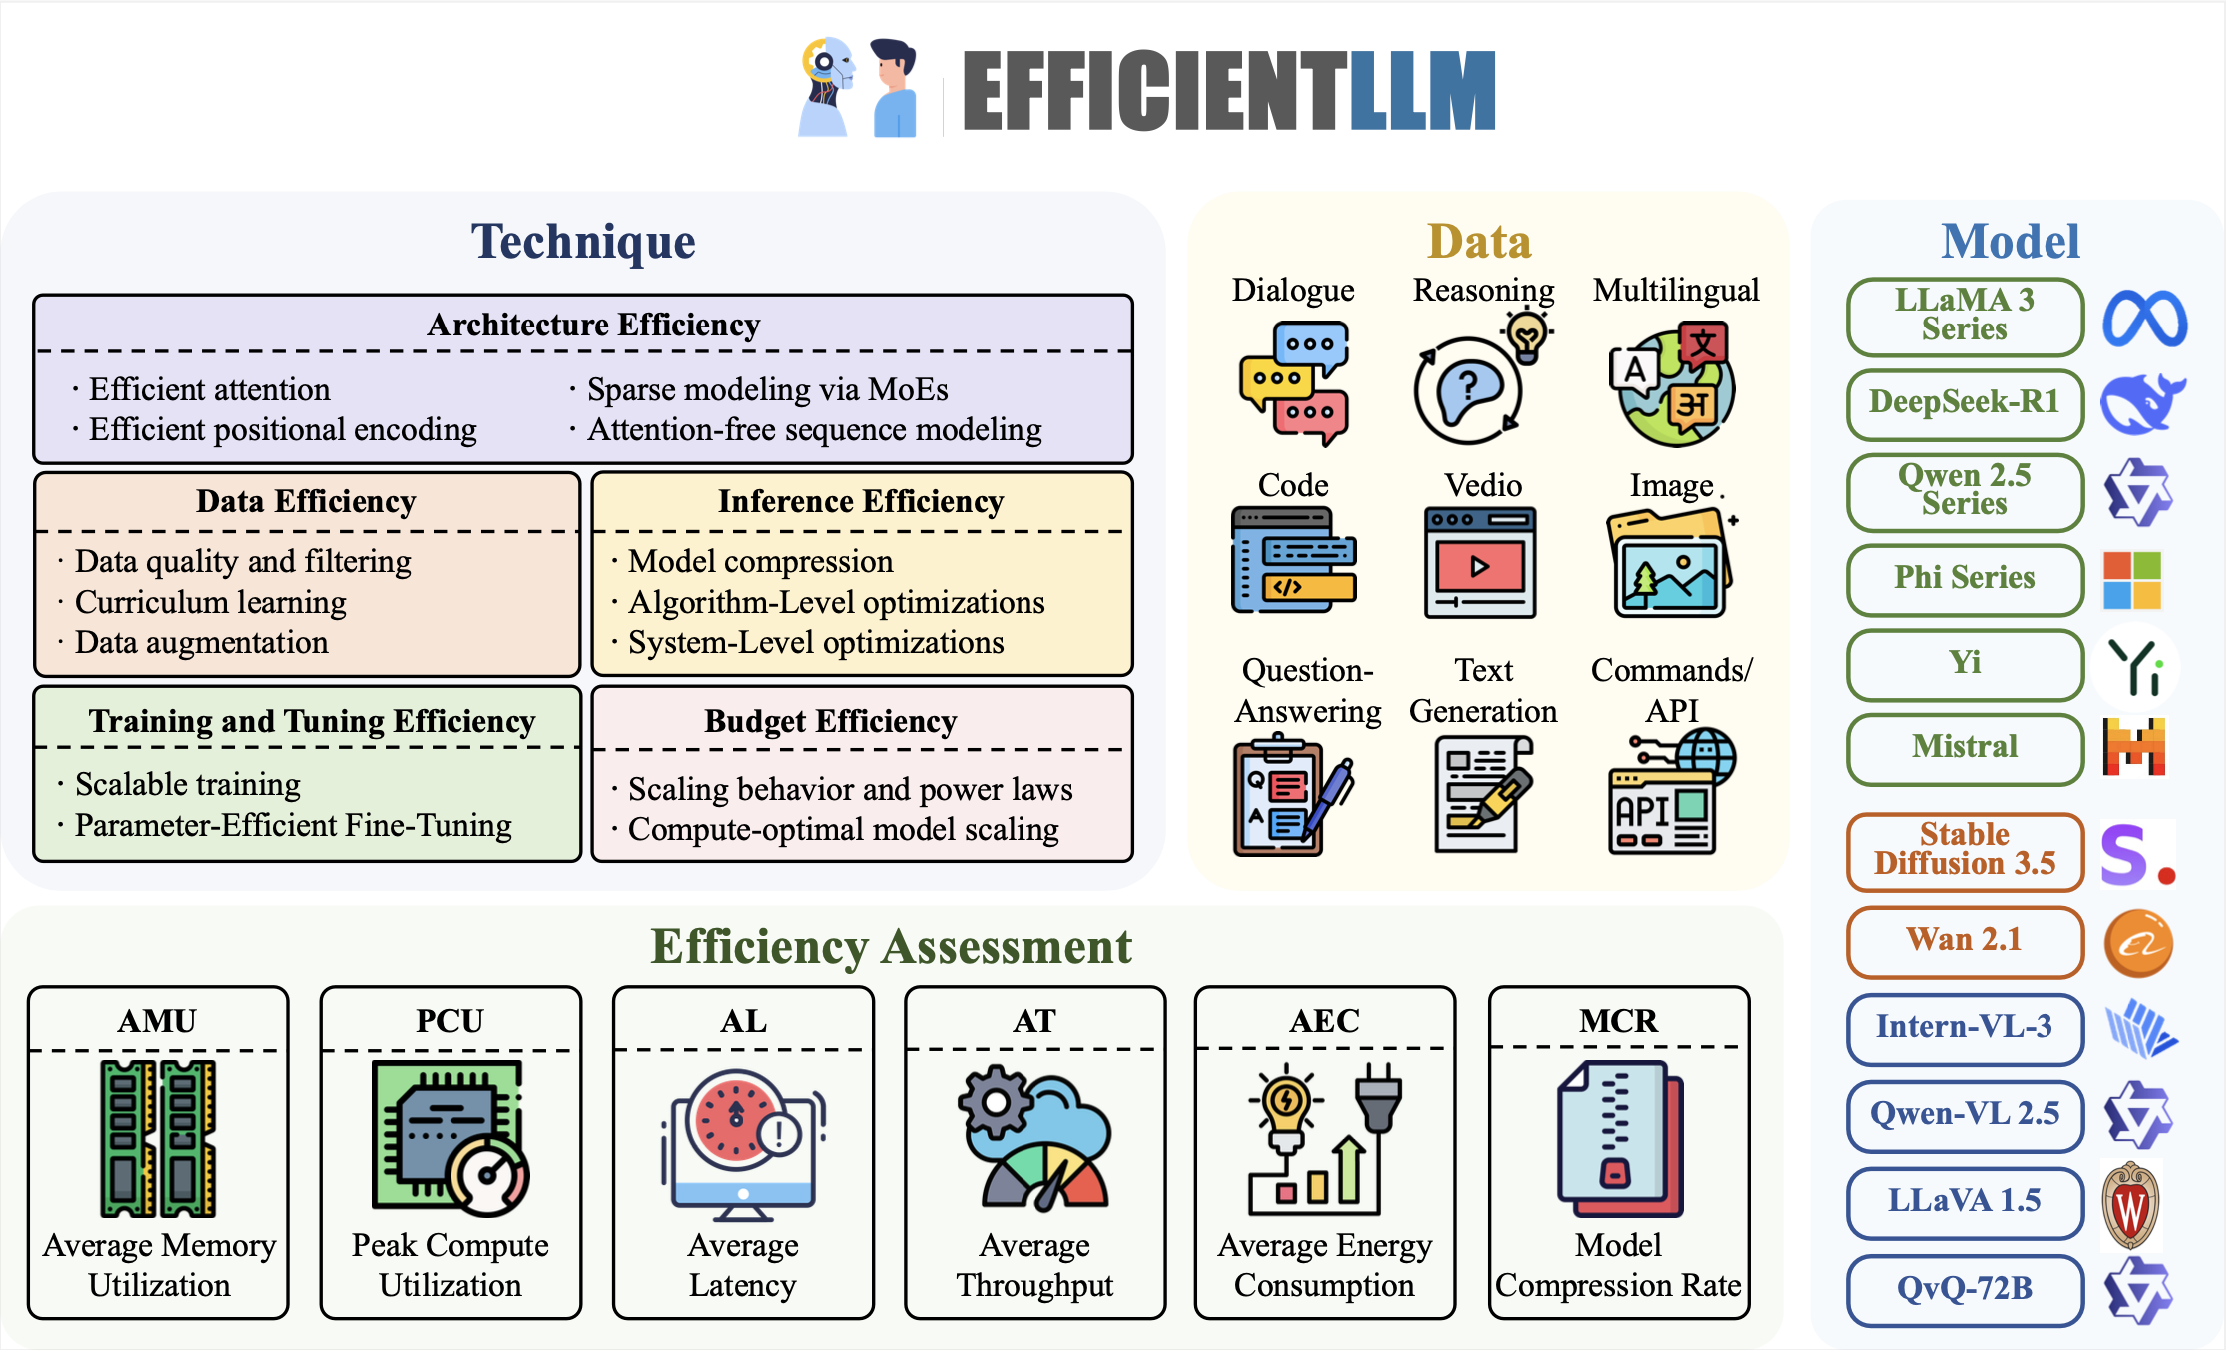 EFFICIENTLLM
Technique
Architecture Efficiency
· Efficient attention
· Efficient positional encoding
· Sparse modeling via MoEs
· Attention-free sequence modeling
Data Efficiency
· Data quality and filtering
· Curriculum learning
· Data augmentation
Inference Efficiency
· Model compression
· Algorithm-Level optimizations
· System-Level optimizations
Training and Tuning Efficiency
· Scalable training
· Parameter-Efficient Fine-Tuning
Budget Efficiency
· Scaling behavior and power laws
· Compute-optimal model scaling
Data
Dialogue
Reasoning
?
Multilingual
A
文
अ
Code
</>
Vedio
Image
Question-
Answering
Q
A
Text
Generation
Commands/
API
API
Model
LLaMA 3
Series
DeepSeek-R1
Qwen 2.5
Series
Phi Series
Yi
Yi
Mistral
Stable
Diffusion 3.5
S.
Wan 2.1
Intern-VL-3
Qwen-VL 2.5
LLaVA 1.5
W
QvQ-72B
Efficiency Assessment
AMU
Average Memory
Utilization
PCU
Peak Compute
Utilization
AL
!
Average
Latency
AT
Average
Throughput
AEC
Average Energy
Consumption
MCR
Model
Compression Rate